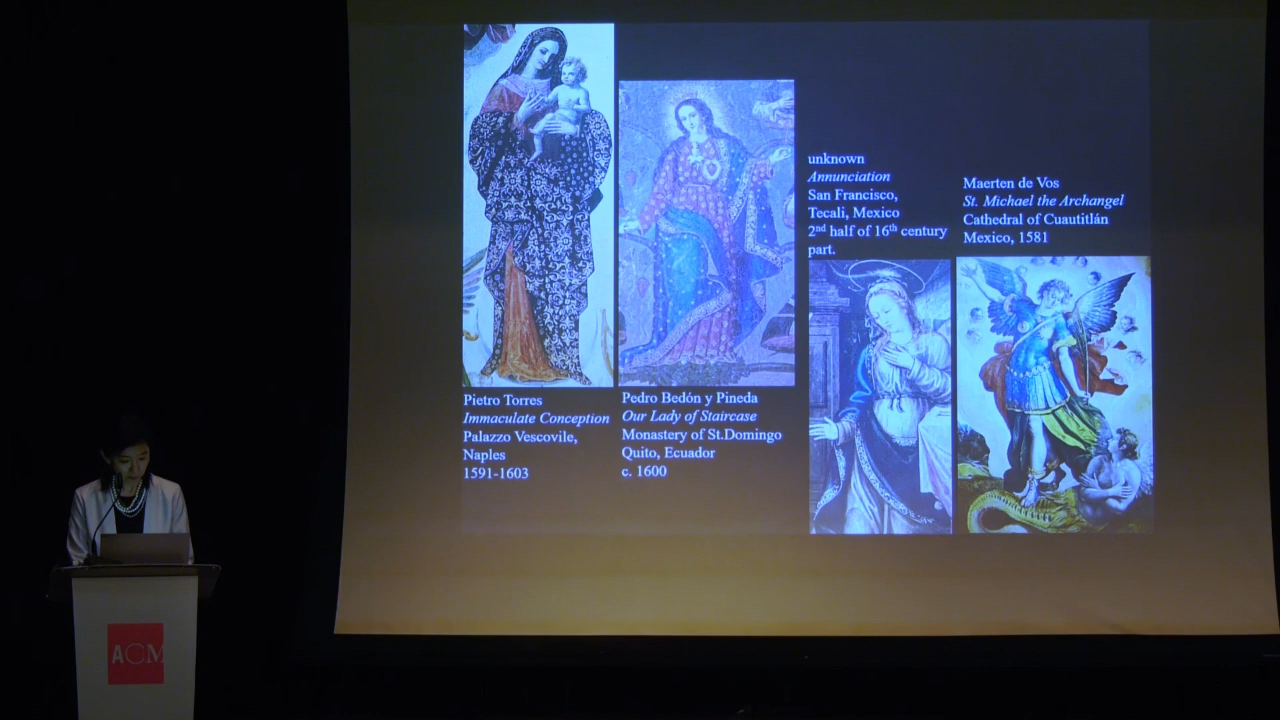 Pietro Torres
Immaculate Conception
Palazzo Vescovile,
Naples
1591-1603
Pedro Bedón y Pineda
Our Lady of Staircase
Monastery of St.Domingo
Quito, Ecuador
c. 1600
unknown
Annunciation
San Francisco,
Tecali, Mexico
2nd half of 16th century
part.
Maerten de Vos
St. Michael the Archangel
Cathedral of Cuautitlán
Mexico, 1581
ACM